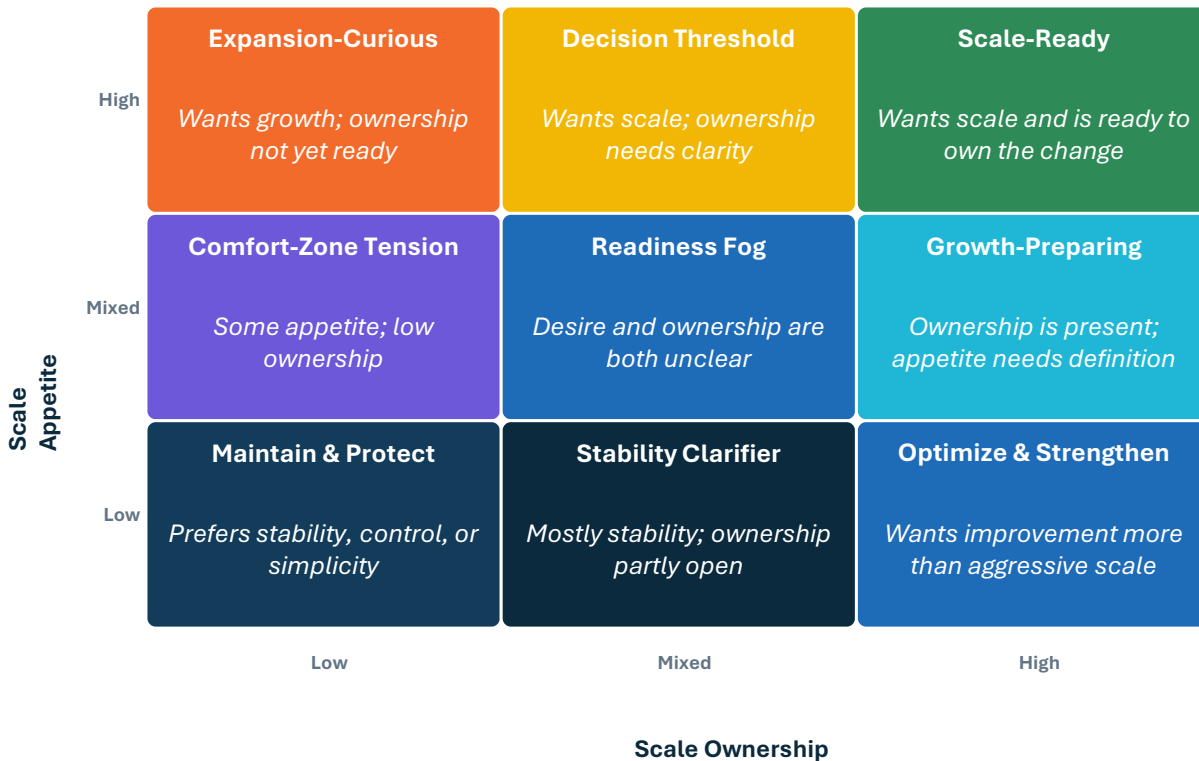 Expansion-Curious
Decision Threshold
Scale-Ready
High
Wants growth; ownership
not yet ready
Wants scale; ownership
needs clarity
Wants scale and is ready to
own the change
Comfort-Zone Tension
Readiness Fog
Growth-Preparing
Mixed
Some appetite; low
ownership
Desire and ownership are
both unclear
Ownership is present;
appetite needs definition
Scale
Appetite
Maintain & Protect
Stability Clarifier
Optimize & Strengthen
Low
Prefers stability, control, or
simplicity
Mostly stability; ownership
partly open
Wants improvement more
than aggressive scale
Low
Mixed
High
Scale Ownership